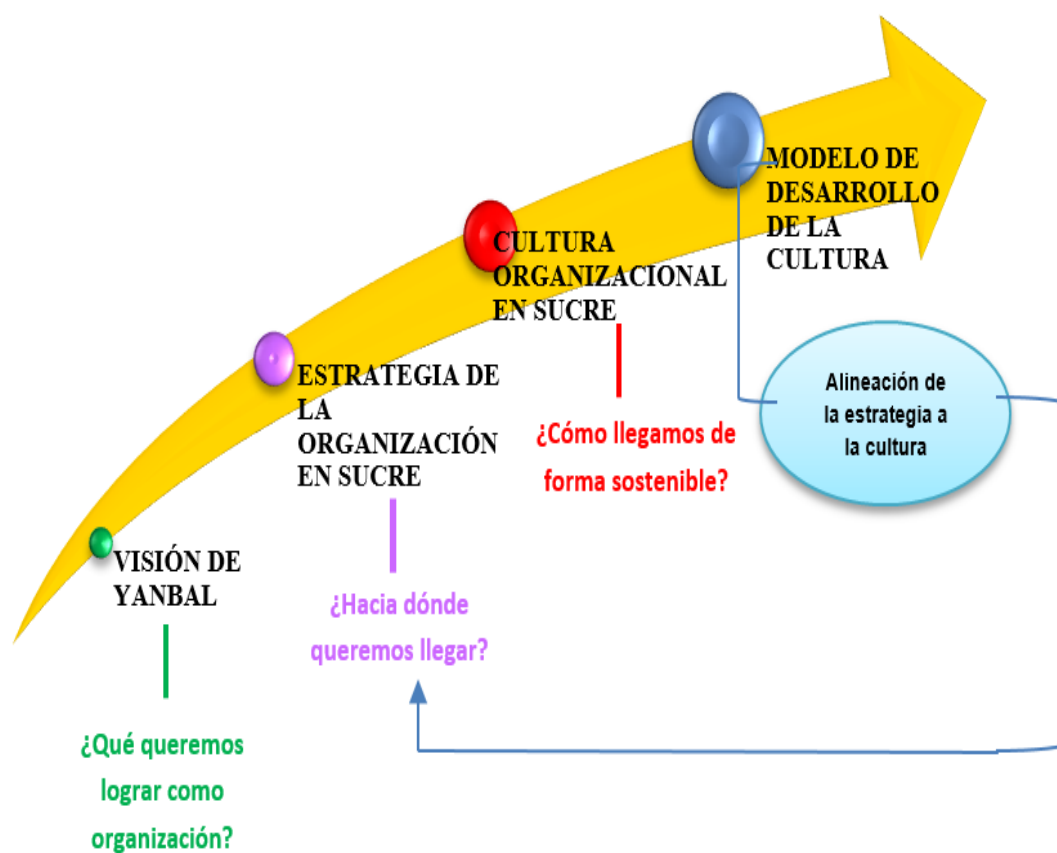 MODELO DE
DESARROLLO
DE LA
CULTURA
CULTURA
ORGANIZACIONAL
EN SUCRE
ESTRATEGIA DE
LA
ORGANIZACIÓN
EN SUCRE
VISIÓN DE
YANBAL
Alineación de
la estrategia a
la cultura
¿Cómo llegamos de
forma sostenible?
¿Hacia dónde
queremos llegar?
¿Qué queremos
lograr como
organización?